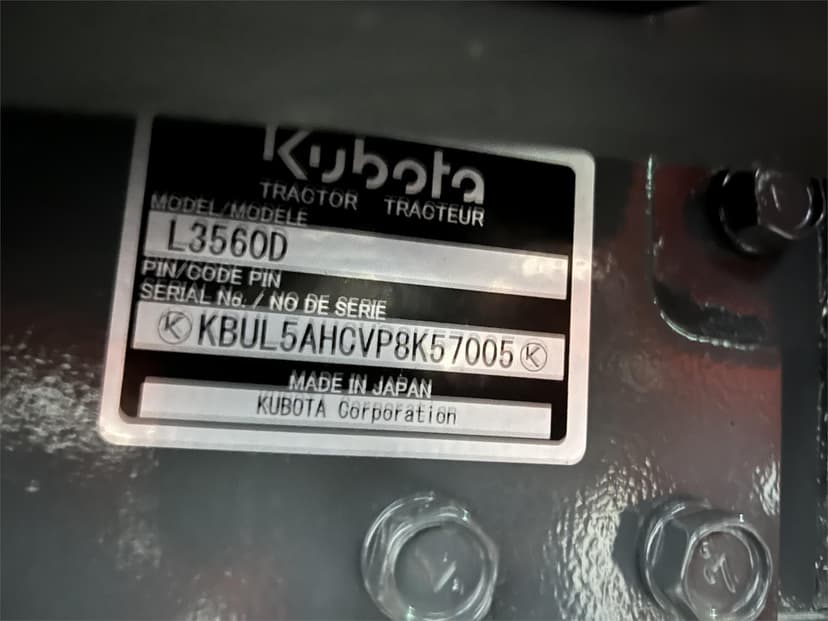 Kubota
TRACTOR TRACTEUR
MODEL/MODÈLE
L3560D
PIN/CODE PIN
SERIAL No. / NO DE SERIE
KBUL5AHCVP8K57005
MADE IN JAPAN
KUBOTA Corporation